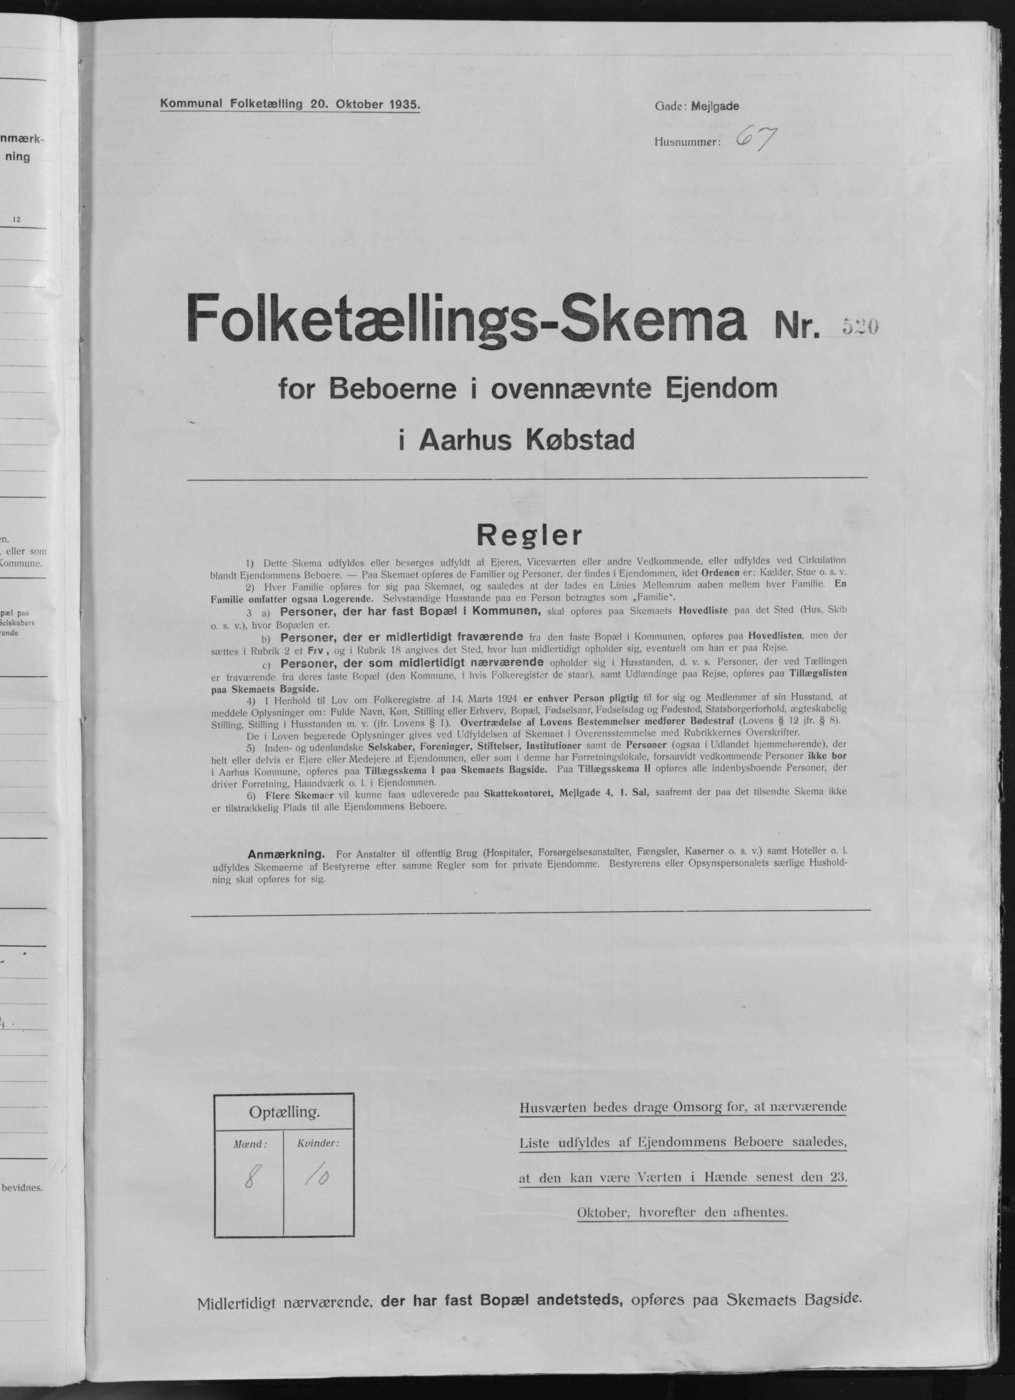 Kommunal Folketælling 20. Oktober 1935.
Gade: Mejlgade
Husnummer: 67
nmærk-
ning
12
Folketællings-Skema Nr. 520
for Beboerne i ovennævnte Ejendom
i Aarhus Købstad
Regler
1) Dette Skema udfyldes eller besørges udfyldt af Ejeren, Viceværten eller andre Vedkommende, eller udfyldes ved Cirkulation
blandt Ejendommens Beboere. — Paa Skemaet opføres de Familier og Personer, der findes i Ejendommen, idet Ordenen er: Kælder, Stue o. s. v.
2) Hver Familie opføres for sig paa Skemaet, og saaledes at der lades en Linies Mellemrum aaben mellem hver Familie. En
Familie omfatter ogsaa Logerende. Selvstændige Husstande paa en Person betragtes som „Familie“.
3 a) Personer, der har fast Bopæl i Kommunen, skal opføres paa Skemaets Hovedliste paa det Sted (Hus, Skib
o. s. v.), hvor Bopælen er.
b) Personer, der er midlertidigt fraværende fra den faste Bopæl i Kommunen, opføres paa Hovedlisten, men der
sættes i Rubrik 2 et Frv, og i Rubrik 18 angives det Sted, hvor han midlertidigt opholder sig, eventuelt om han er paa Rejse.
c) Personer, der som midlertidigt nærværende opholder sig i Husstanden, d. v. s. Personer, der ved Tællingen
er fraværende fra deres faste Bopæl (den Kommune, i hvis Folkeregister de staar), samt Udlændinge paa Rejse, opføres paa Tillægslisten
paa Skemaets Bagside.
4) I Henhold til Lov om Folkeregistre af 14. Marts 1924 er enhver Person pligtig til for sig og Medlemmer af sin Husstand, at
meddele Oplysninger om: Fulde Navn, Køn, Stilling eller Erhverv, Bopæl, Fødselsaar, Fødselsdag og Fødested, Statsborgerforhold, ægteskabelig
Stilling, Stilling i Husstanden m. v. (jfr. Lovens § 1). Overtrædelse af Lovens Bestemmelser medfører Bødestraf (Lovens § 12 jfr. § 8).
De i Loven begærede Oplysninger gives ved Udfyldelsen af Skemaet i Overensstemmelse med Rubrikkernes Overskrifter.
5) Inden- og udenlandske Selskaber, Foreninger, Stiftelser, Institutioner samt de Personer (ogsaa i Udlandet hjemmehørende), der
helt eller delvis er Ejere eller Medejere af Ejendommen, eller som i denne har Forretningslokale, forsaavidt vedkommende Personer ikke bor
i Aarhus Kommune, opføres paa Tillægsskema I paa Skemaets Bagside. Paa Tillægsskema II opføres alle indenbysboende Personer, der
driver Forretning, Haandværk o. l. i Ejendommen.
6) Flere Skemaer vil kunne faas udleverede paa Skattekontoret, Mejlgade 4, 1. Sal, saafremt der paa det tilsendte Skema ikke
er tilstrækkelig Plads til alle Ejendommens Beboere.
Anmærkning. For Anstalter til offentlig Brug (Hospitaler, Forsørgelsesanstalter, Fængsler, Kaserner o. s. v.) samt Hoteller o. l.
udfyldes Skemaerne af Bestyrerne efter samme Regler som for private Ejendomme. Bestyrerens eller Opsynspersonalets særlige Hushold-
ning skal opføres for sig.
en.
, eller som
Kommune.
pæl paa
Selskabers
rende
bevidnes.
Optælling.
Mænd: Kvinder:
8 10
Husværten bedes drage Omsorg for, at nærværende
Liste udfyldes af Ejendommens Beboere saaledes,
at den kan være Værten i Hænde senest den 23.
Oktober, hvorefter den afhentes.
Midlertidigt nærværende, der har fast Bopæl andetsteds, opføres paa Skemaets Bagside.